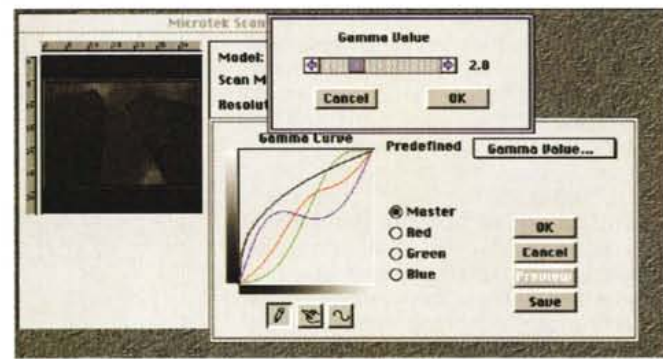 Microtek Scan
Gamma Value
2.0
Cancel
OK
Model:
Scan M
Resolut
Gamma Curve
Predefined
Gamma Value...
Master
Red
Green
Blue
OK
Cancel
Preview
Save